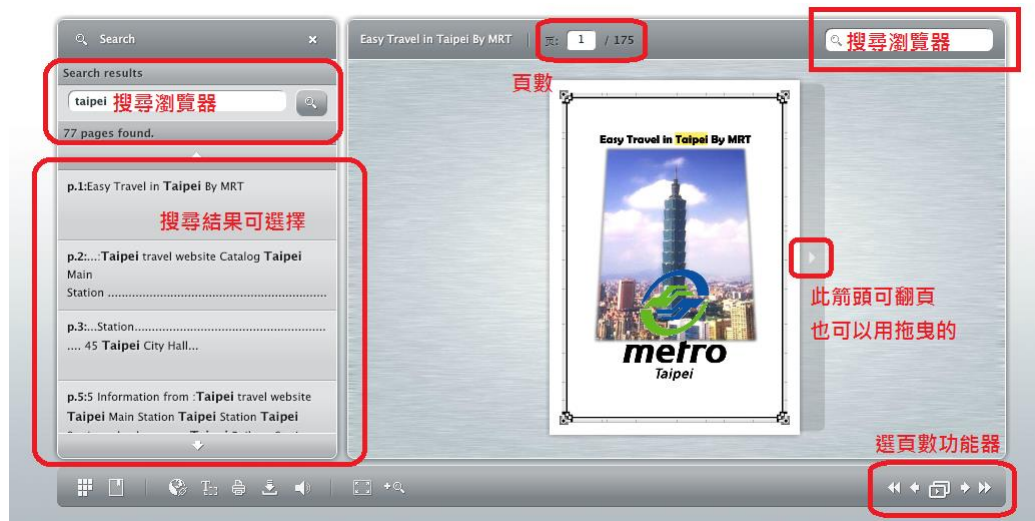 Search
×
Search results
taipei 搜尋瀏覽器
77 pages found.
p.1:Easy Travel in Taipei By MRT
搜尋結果可選擇
p.2:...:Taipei travel website Catalog Taipei
Main
Station ......................................................
p.3:...Station...............................................
.... 45 Taipei City Hall...
p.5:5 Information from :Taipei travel website
Taipei Main Station Taipei Station Taipei
Easy Travel in Taipei By MRT
页: 1 / 175
搜尋瀏覽器
頁數
Easy Travel in Taipei By MRT
metro
Taipei
此箭頭可翻頁
也可以用拖曳的
選頁數功能器